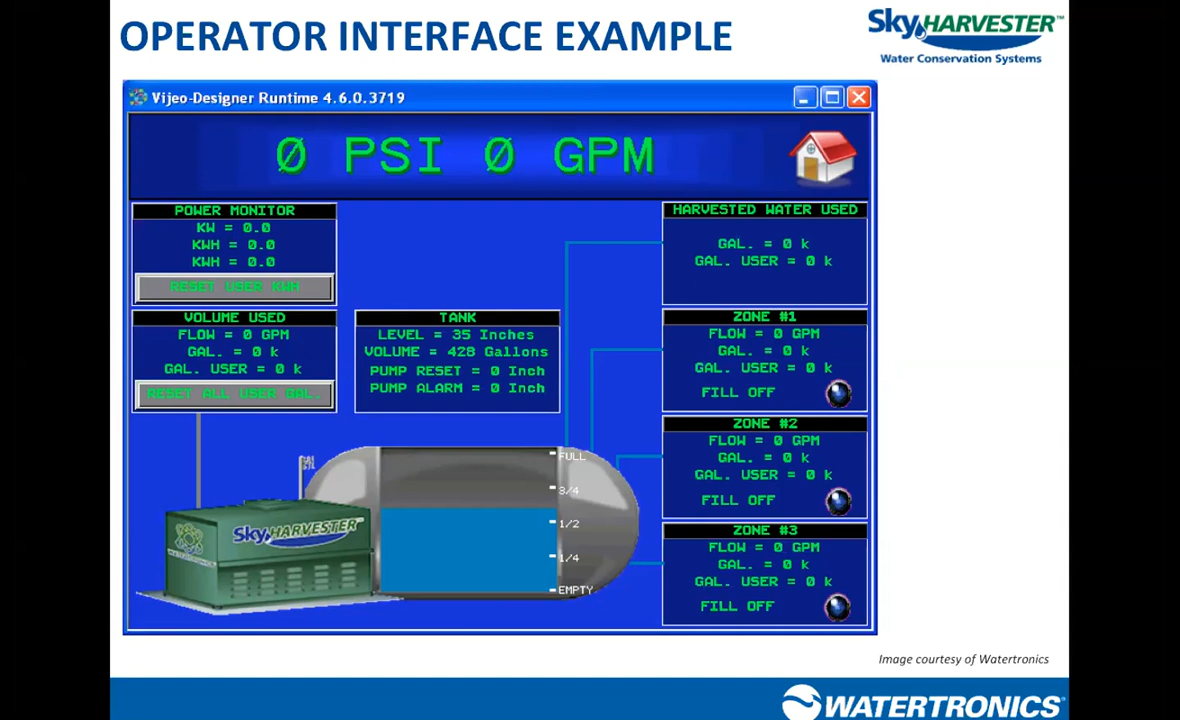 OPERATOR INTERFACE EXAMPLE
SkyHARVESTER™
Water Conservation Systems
Vijeo-Designer Runtime 4.6.0.3719
0 PSI 0 GPM
POWER MONITOR
KW = 0.0
KWH = 0.0
KWH = 0.0
RESET USER KWH
VOLUME USED
FLOW = 0 GPM
GAL. = 0 k
GAL. USER = 0 k
RESET ALL USER GAL.
TANK
LEVEL = 35 Inches
VOLUME = 428 Gallons
PUMP RESET = 0 Inch
PUMP ALARM = 0 Inch
HARVESTED WATER USED
GAL. = 0 k
GAL. USER = 0 k
ZONE #1
FLOW = 0 GPM
GAL. = 0 k
GAL. USER = 0 k
FILL OFF
ZONE #2
FLOW = 0 GPM
GAL. = 0 k
GAL. USER = 0 k
FILL OFF
ZONE #3
FLOW = 0 GPM
GAL. = 0 k
GAL. USER = 0 k
FILL OFF
FULL
3/4
1/2
1/4
EMPTY
SkyHARVESTER™
WATERTRONICS
Image courtesy of Watertronics
WATERTRONICS